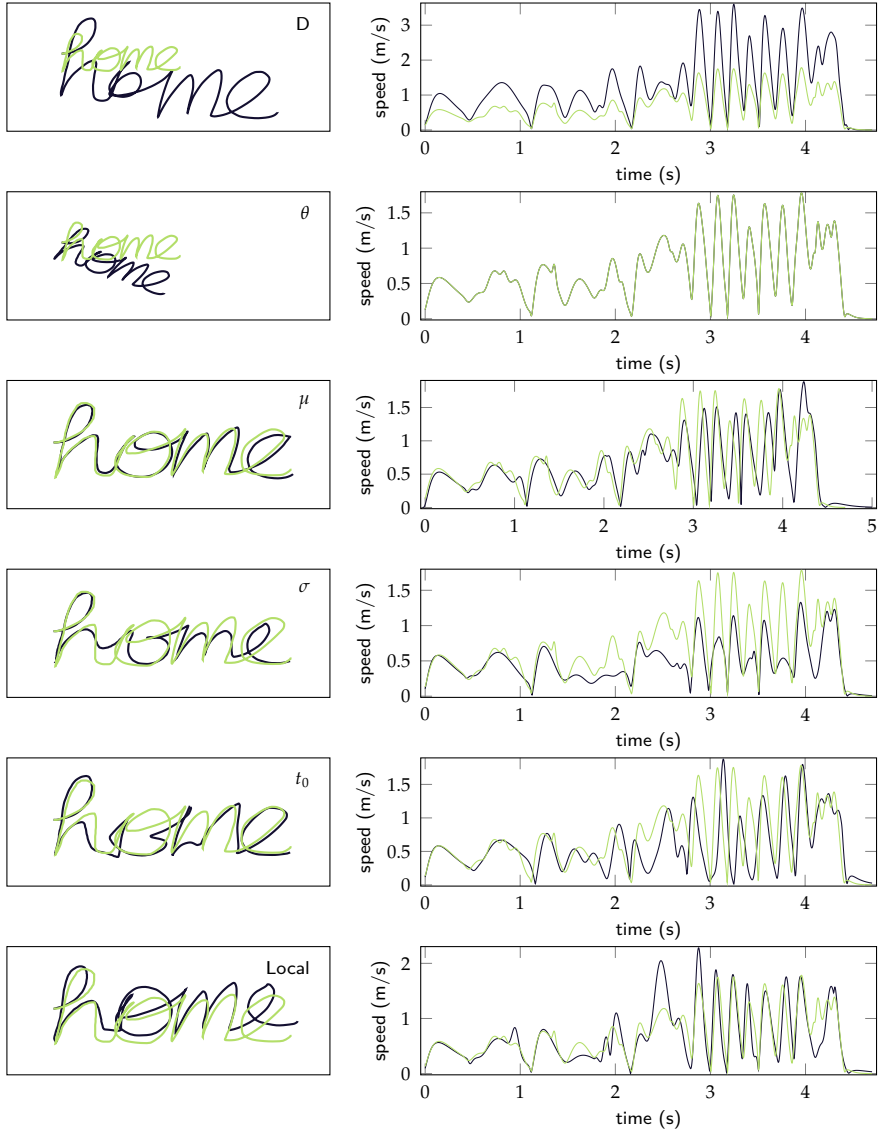 home home D
speed (m/s)
3
2
1
0
0 1 2 3 4
time (s)
home home θ
speed (m/s)
1.5
1
0.5
0
0 1 2 3 4
time (s)
home home μ
speed (m/s)
1.5
1
0.5
0
0 1 2 3 4 5
time (s)
home home σ
speed (m/s)
1.5
1
0.5
0
0 1 2 3 4
time (s)
home home t₀
speed (m/s)
1.5
1
0.5
0
0 1 2 3 4
time (s)
home home Local
speed (m/s)
2
1
0
0 1 2 3 4
time (s)